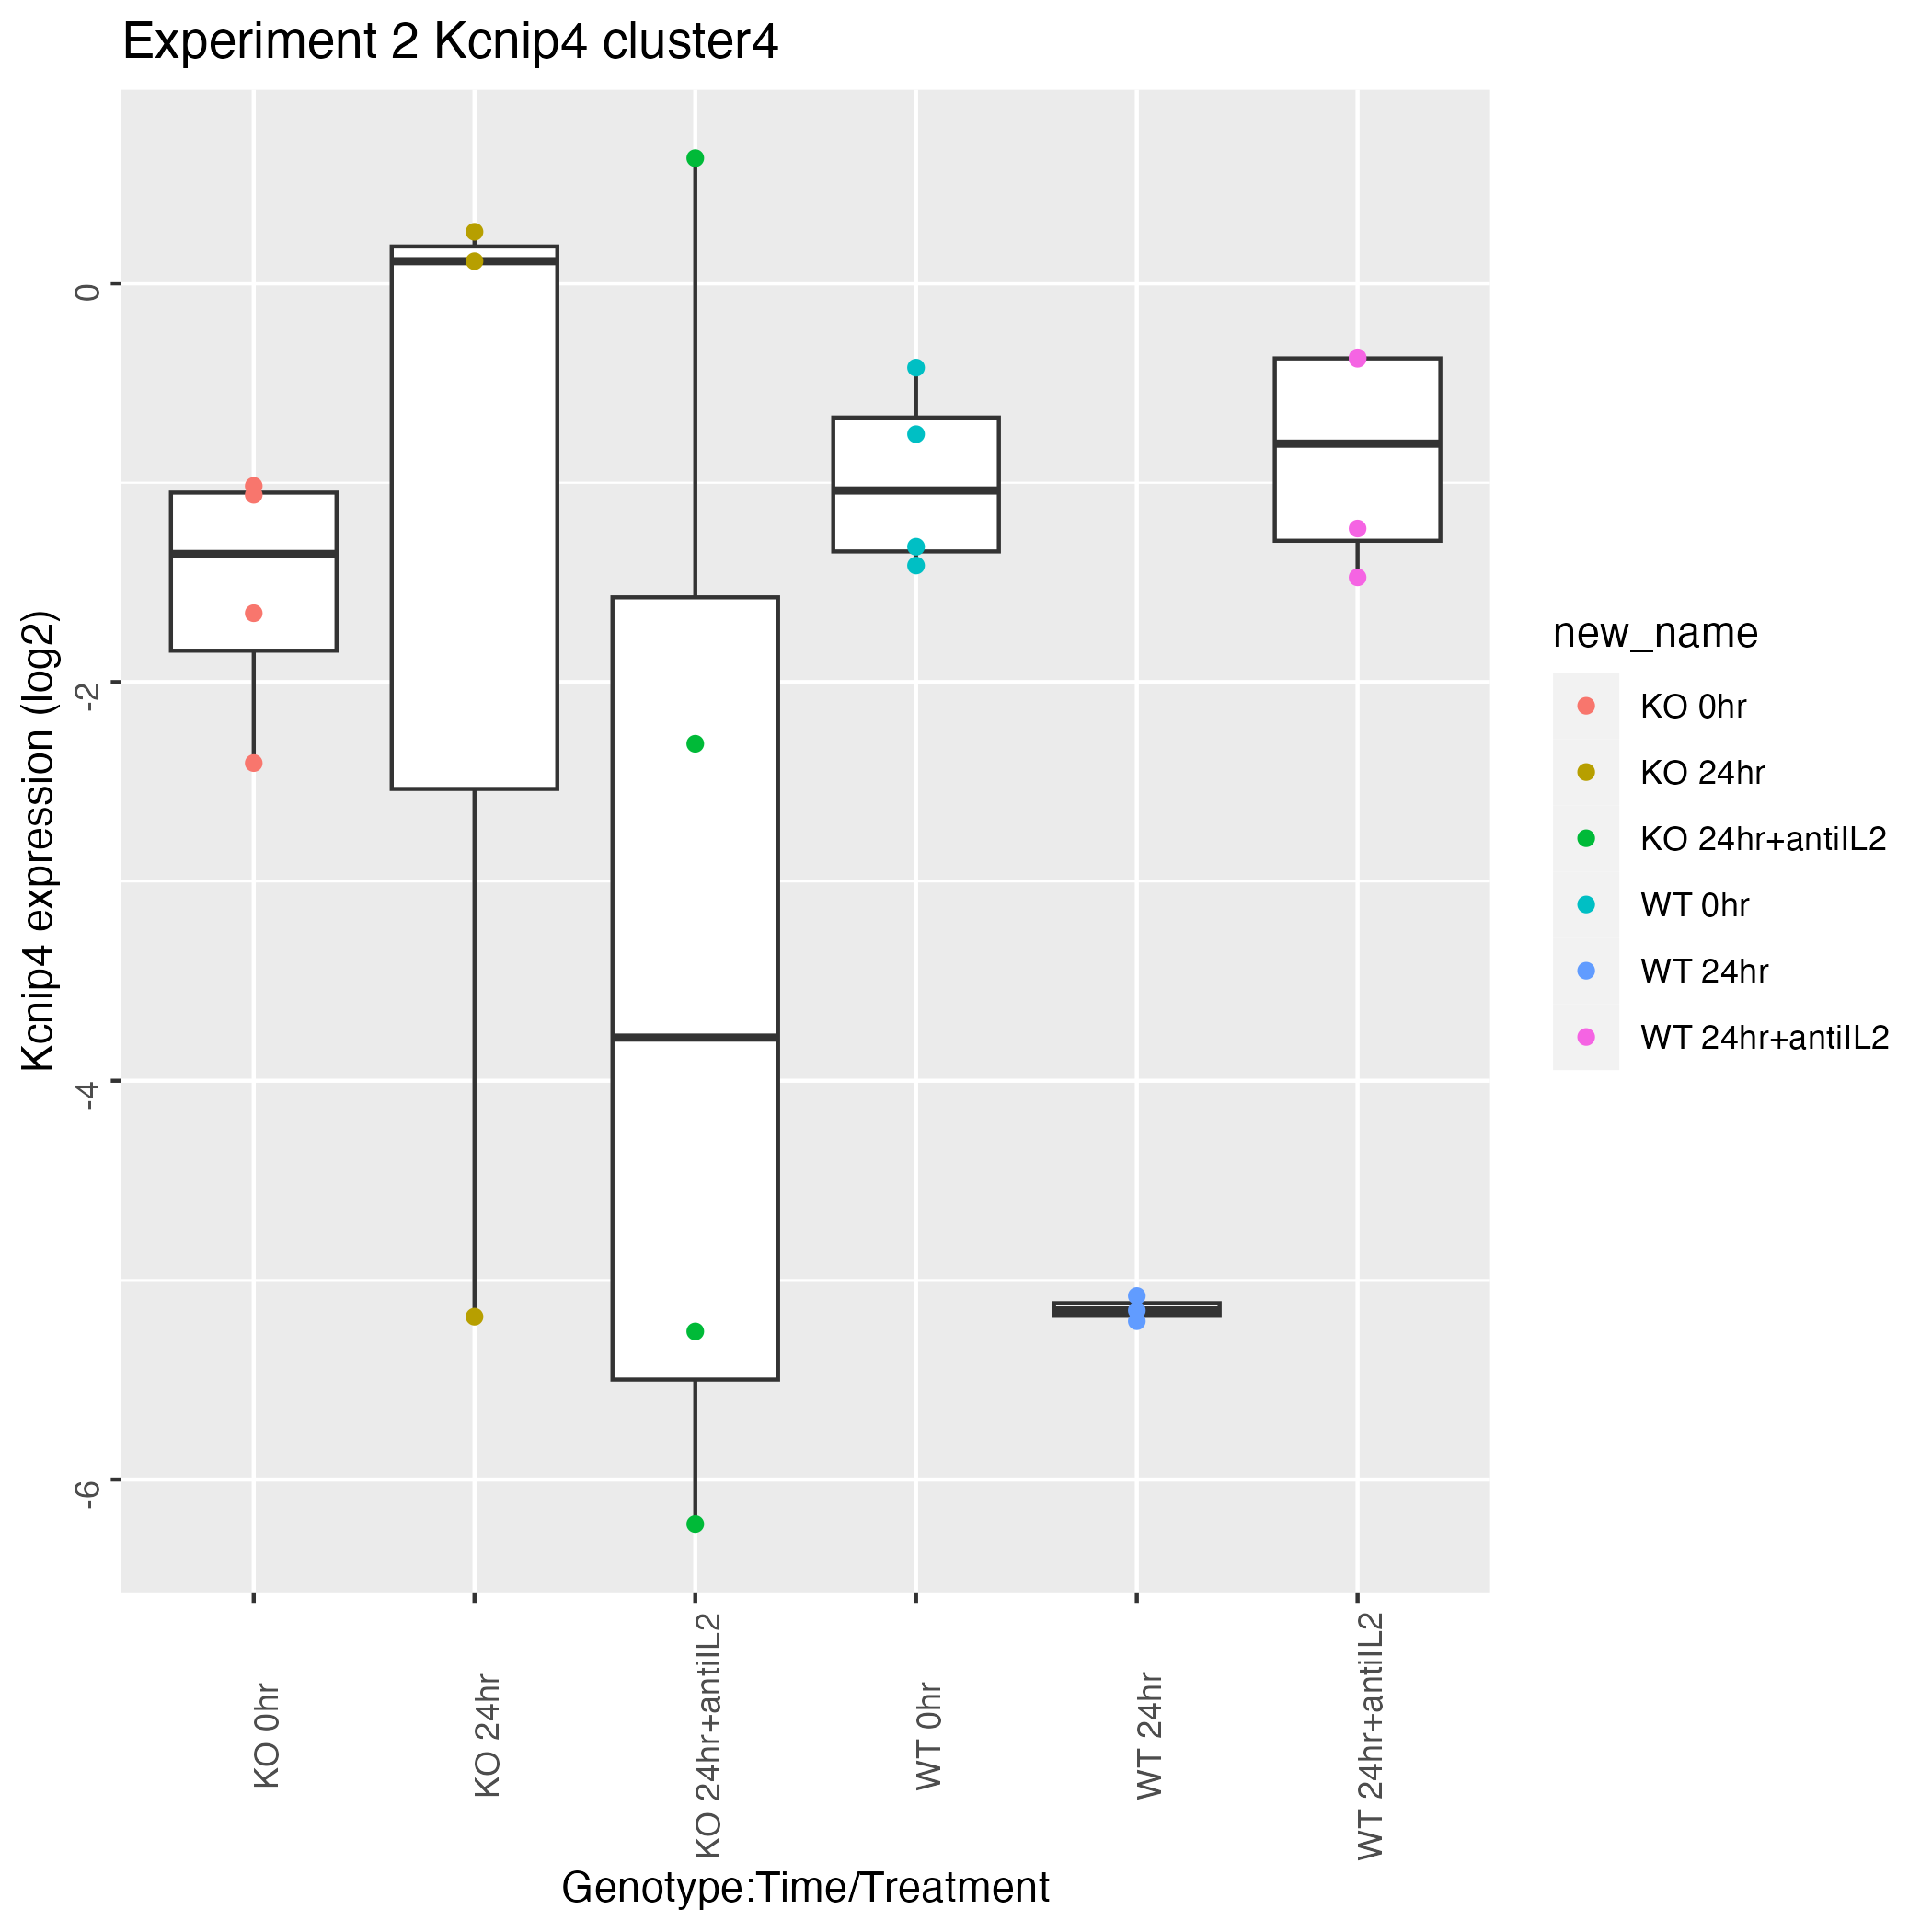 Experiment 2 Kcnip4 cluster4
Kcnip4 expression (log2)
0
-2
-4
-6
KO 0hr
KO 24hr
KO 24hr+antiIL2
WT 0hr
WT 24hr
WT 24hr+antiIL2
Genotype:Time/Treatment
new_name
KO 0hr
KO 24hr
KO 24hr+antiIL2
WT 0hr
WT 24hr
WT 24hr+antiIL2